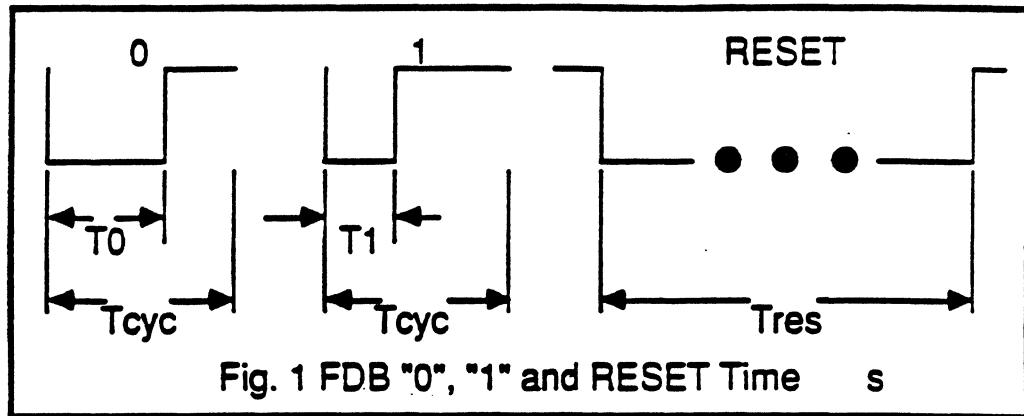 0 1 RESET
T0 T1
Tcyc Tcyc Tres
Fig. 1 FDB "0", "1" and RESET Time s